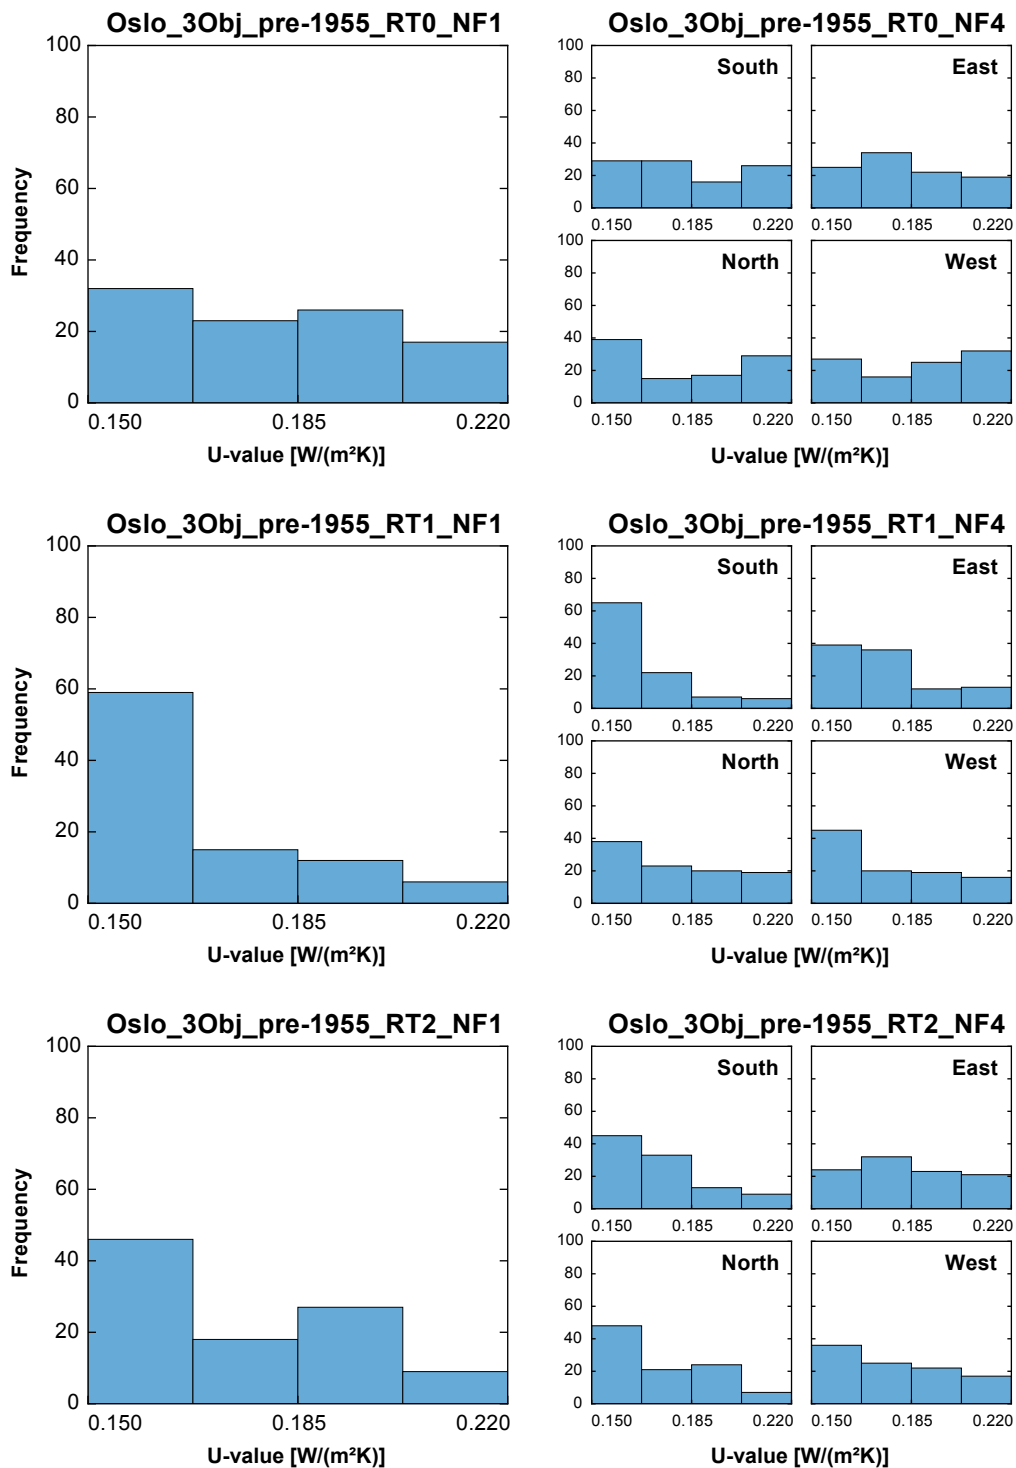 Oslo_3Obj_pre-1955_RT0_NF1
100
80
60
40
20
0
Frequency
0.150 0.185 0.220
U-value [W/(m²K)]
Oslo_3Obj_pre-1955_RT0_NF4
South
100
80
60
40
20
0
0.150 0.185 0.220
East
0.150 0.185 0.220
North
100
80
60
40
20
0
0.150 0.185 0.220
West
0.150 0.185 0.220
U-value [W/(m²K)]
Oslo_3Obj_pre-1955_RT1_NF1
100
80
60
40
20
0
Frequency
0.150 0.185 0.220
U-value [W/(m²K)]
Oslo_3Obj_pre-1955_RT1_NF4
South
100
80
60
40
20
0
0.150 0.185 0.220
East
0.150 0.185 0.220
North
100
80
60
40
20
0
0.150 0.185 0.220
West
0.150 0.185 0.220
U-value [W/(m²K)]
Oslo_3Obj_pre-1955_RT2_NF1
100
80
60
40
20
0
Frequency
0.150 0.185 0.220
U-value [W/(m²K)]
Oslo_3Obj_pre-1955_RT2_NF4
South
100
80
60
40
20
0
0.150 0.185 0.220
East
0.150 0.185 0.220
North
100
80
60
40
20
0
0.150 0.185 0.220
West
0.150 0.185 0.220
U-value [W/(m²K)]